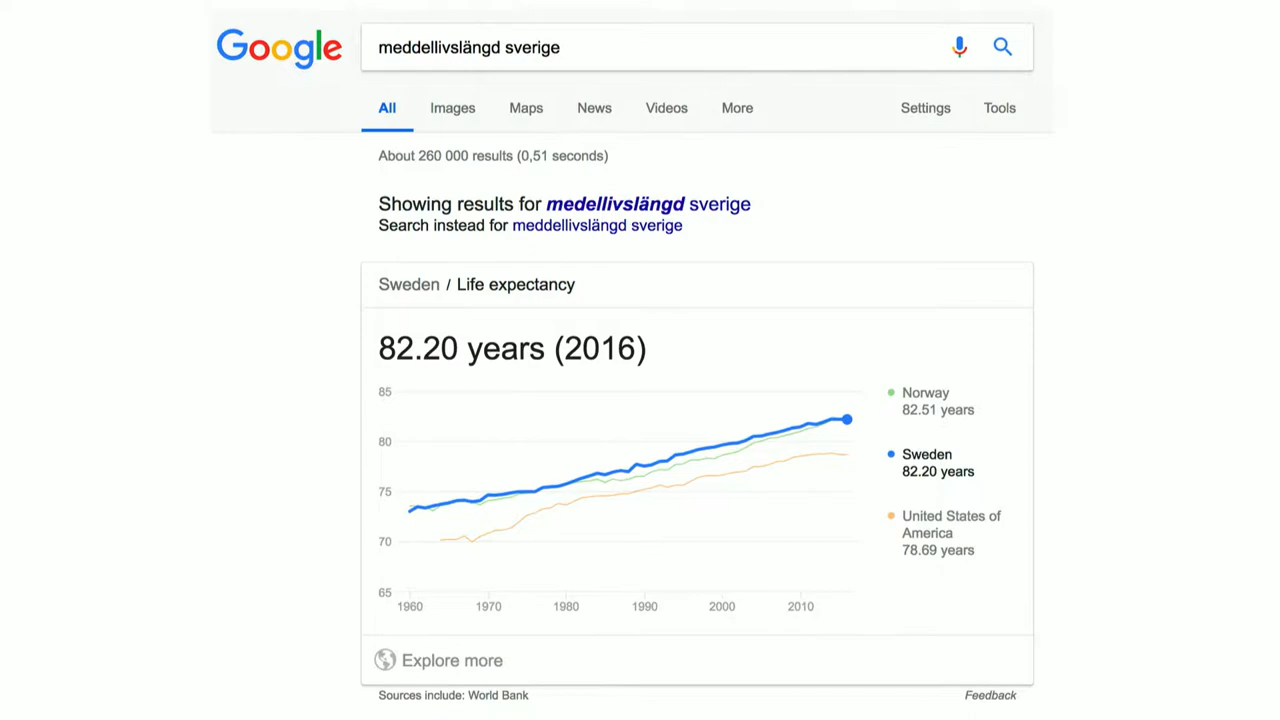 Google
meddellivslängd sverige
All Images Maps News Videos More Settings Tools
About 260 000 results (0,51 seconds)
Showing results for medellivslängd sverige
Search instead for meddellivslängd sverige
Sweden / Life expectancy
82.20 years (2016)
85
80
75
70
65
1960 1970 1980 1990 2000 2010
Norway
82.51 years
Sweden
82.20 years
United States of
America
78.69 years
Explore more
Sources include: World Bank
Feedback